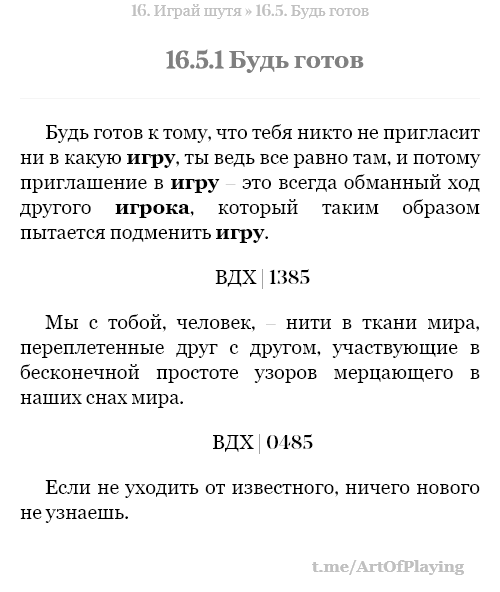 16. Играй шутя » 16.5. Будь готов
16.5.1 Будь готов
Будь готов к тому, что тебя никто не пригласит
ни в какую игру, ты ведь все равно там, и потому
приглашение в игру – это всегда обманный ход
другого игрока, который таким образом
пытается подменить игру.
ВДХ | 1385
Мы с тобой, человек, – нити в ткани мира,
переплетенные друг с другом, участвующие в
бесконечной простоте узоров мерцающего в
наших снах мира.
ВДХ | 0485
Если не уходить от известного, ничего нового
не узнаешь.
t.me/ArtOfPlaying